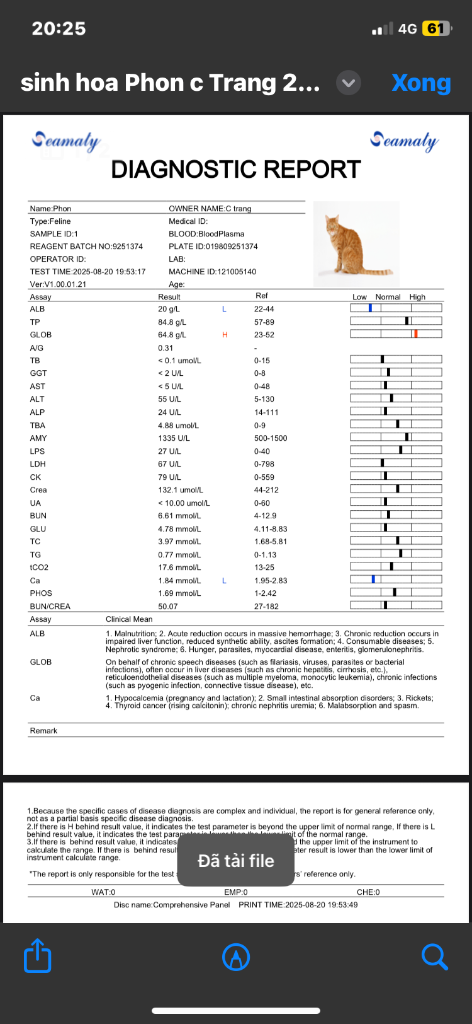 20:25
4G 61
sinh hoa Phon c Trang 2... Xong
Seamaty Seamaty
DIAGNOSTIC REPORT
Name:Phon OWNER NAME:C trang
Type:Feline Medical ID:
SAMPLE ID:1 BLOOD:BloodPlasma
REAGENT BATCH NO:9251374 PLATE ID:019809251374
OPERATOR ID: LAB:
TEST TIME:2025-08-20 19:53:17 MACHINE ID:121005140
Ver:V1.00.01.21 Age:
Assay Result Ref Low Normal High
ALB 20 g/L L 22-44
TP 84.8 g/L 57-89
GLOB 64.8 g/L H 23-52
A/G 0.31 -
TB < 0.1 umol/L 0-15
GGT < 2 U/L 0-8
AST < 5 U/L 0-48
ALT 55 U/L 5-130
ALP 24 U/L 14-111
TBA 4.88 umol/L 0-9
AMY 1335 U/L 500-1500
LPS 27 U/L 0-40
LDH 67 U/L 0-798
CK 79 U/L 0-559
Crea 132.1 umol/L 44-212
UA < 10.00 umol/L 0-60
BUN 6.61 mmol/L 4-12.9
GLU 4.78 mmol/L 4.11-8.83
TC 3.97 mmol/L 1.68-5.81
TG 0.77 mmol/L 0-1.13
tCO2 17.6 mmol/L 13-25
Ca 1.84 mmol/L L 1.95-2.83
PHOS 1.69 mmol/L 1-2.42
BUN/CREA 50.07 27-182
Assay Clinical Mean
ALB 1. Malnutrition; 2. Acute reduction occurs in massive hemorrhage; 3. Chronic reduction occurs in
impaired liver function, reduced synthetic ability, ascites formation; 4. Consumable diseases; 5.
Nephrotic syndrome; 6. Hunger, parasites, myocardial disease, enteritis, glomerulonephritis.
GLOB On behalf of chronic speech diseases (such as filariasis, viruses, parasites or bacterial
infections), often occur in liver diseases (such as chronic hepatitis, cirrhosis, etc.),
reticuloendothelial diseases (such as multiple myeloma, monocytic leukemia), chronic infections
(such as pyogenic infection, connective tissue disease), etc.
Ca 1. Hypocalcemia (pregnancy and lactation); 2. Small intestinal absorption disorders; 3. Rickets;
4. Thyroid cancer (rising calcitonin); chronic nephritis uremia; 6. Malabsorption and spasm.
Remark
1.Because the specific cases of disease diagnosis are complex and individual, the report is for general reference only,
not as a partial basis specific disease diagnosis.
2.If there is H behind result value, it indicates the test parameter is beyond the upper limit of normal range, If there is L
behind result value, it indicates the test parameter is lower than the lower limit of the normal range.
3.If there is behind result value, it indicates d the upper limit of the instrument to
calculate the range. If there is behind resul eter result is lower than the lower limit of
instrument calculate range.
Đã tải file
*The report is only responsible for the test s rs' reference only.
WAT:0 EMP:0 CHE:0
Disc name:Comprehensive Panel PRINT TIME:2025-08-20 19:53:49